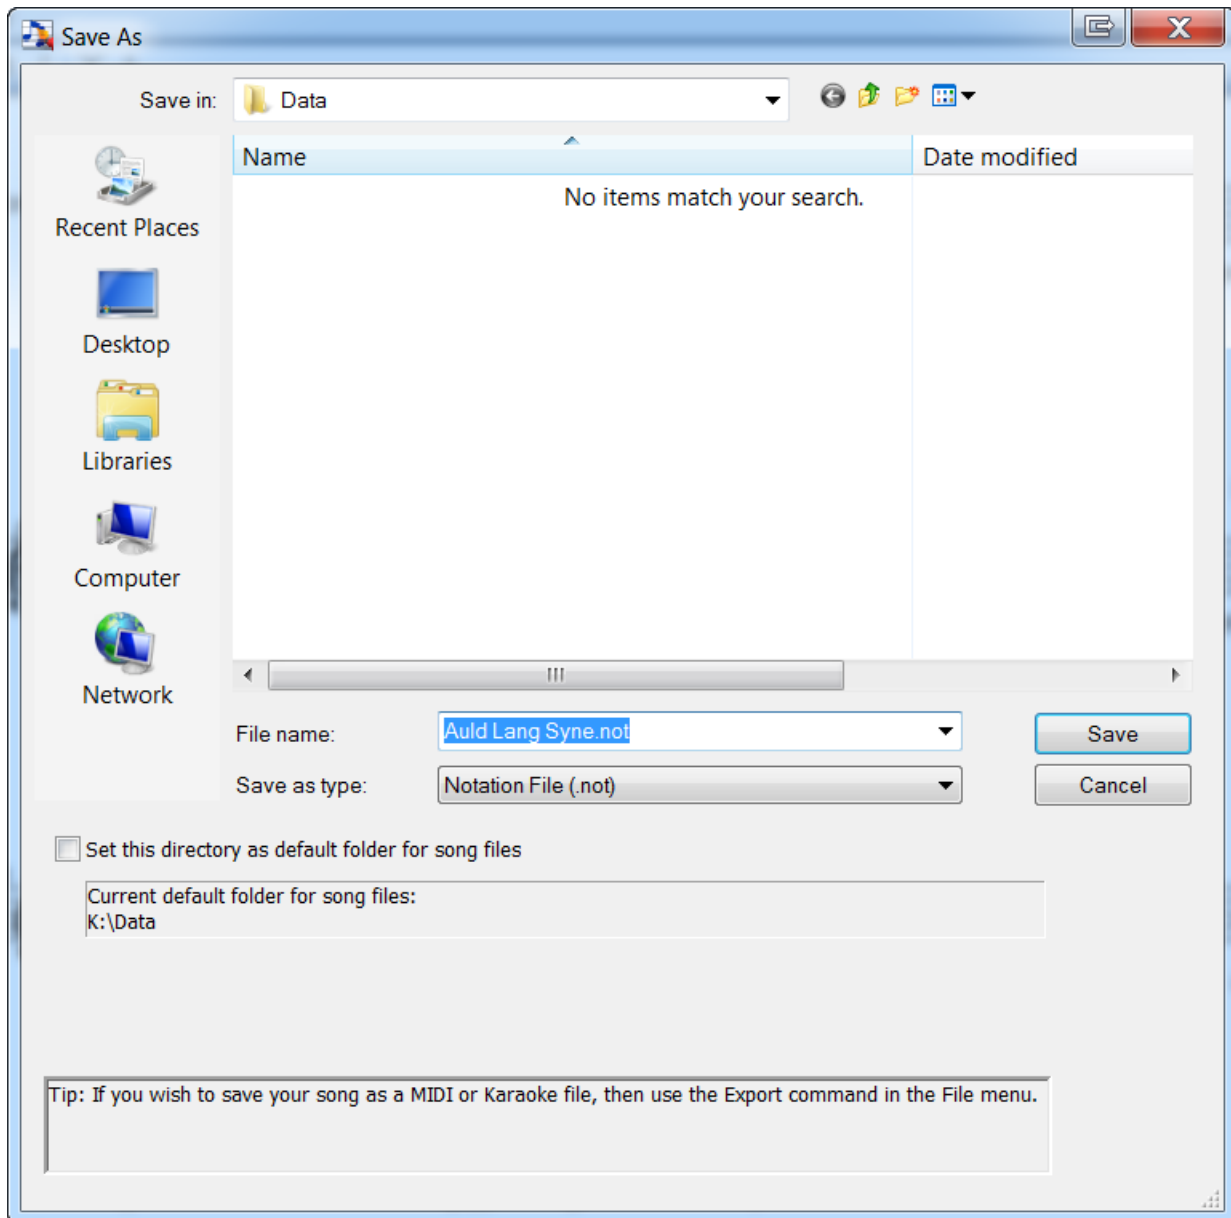 Save As
Save in:
Data
Name
Date modified
No items match your search.
Recent Places
Desktop
Libraries
Computer
Network
File name:
Auld Lang Syne.not
Save
Save as type:
Notation File (.not)
Cancel
Set this directory as default folder for song files
Current default folder for song files:
K:\Data
Tip: If you wish to save your song as a MIDI or Karaoke file, then use the Export command in the File menu.